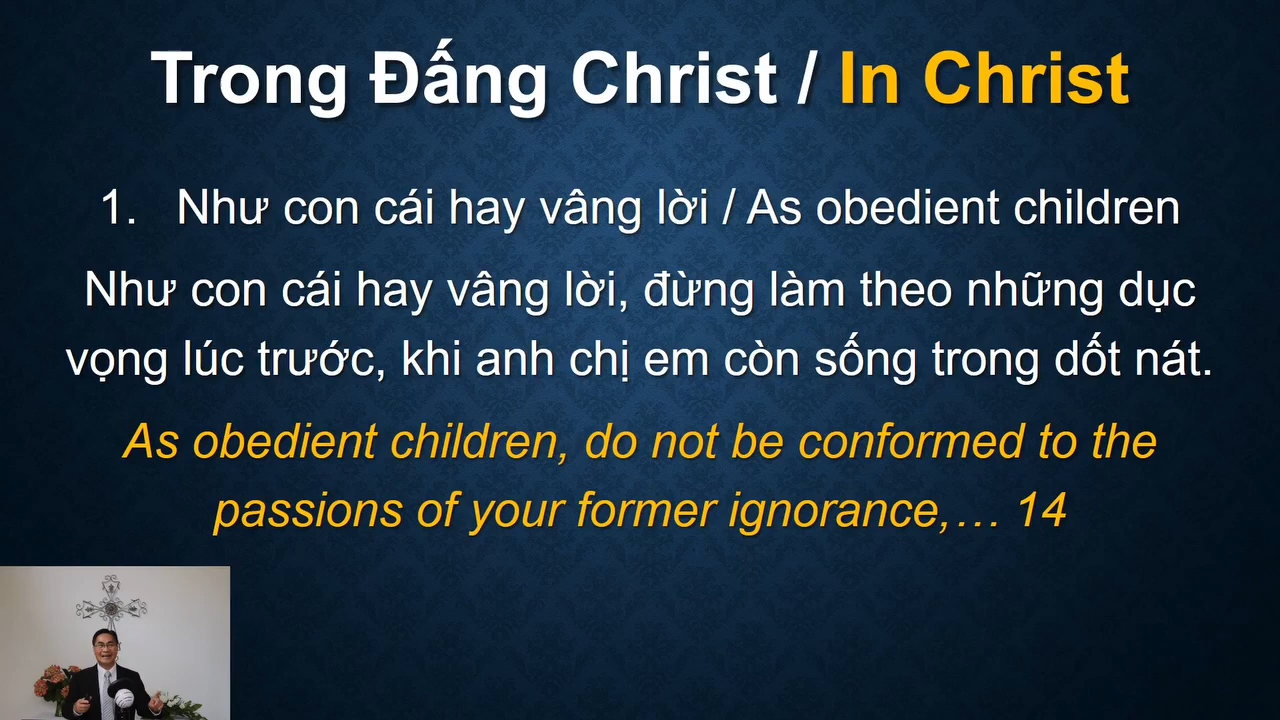 Trong Đấng Christ / In Christ
1. Như con cái hay vâng lời / As obedient children
Như con cái hay vâng lời, đừng làm theo những dục
vọng lúc trước, khi anh chị em còn sống trong dốt nát.
As obedient children, do not be conformed to the
passions of your former ignorance,… 14